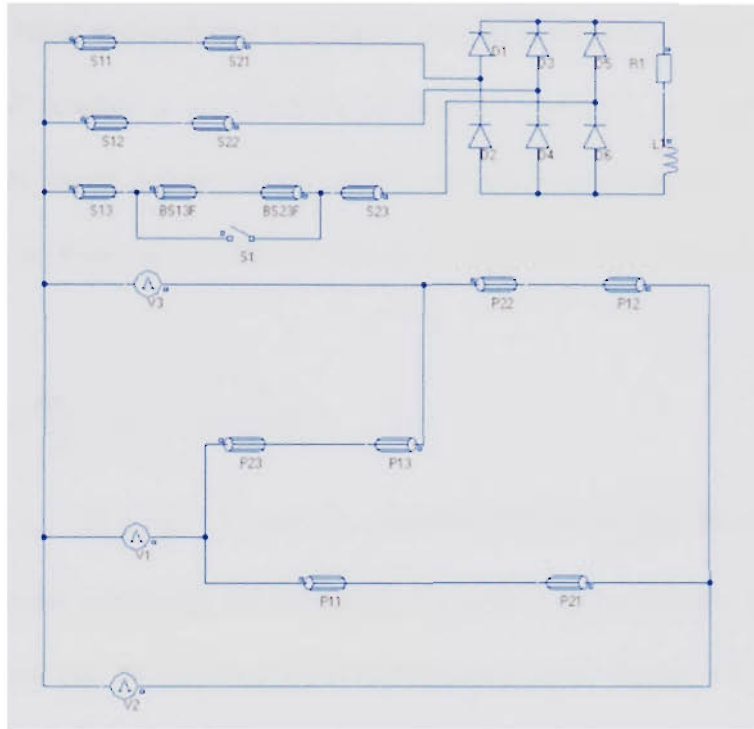 D1 D3 D5 R1
S11 S21
S12 S22 D2 D4 D6 L1
S13 BS13F BS23F S23
S1
V3 P22 P12
P23 P13
V1
P11 P21
V2